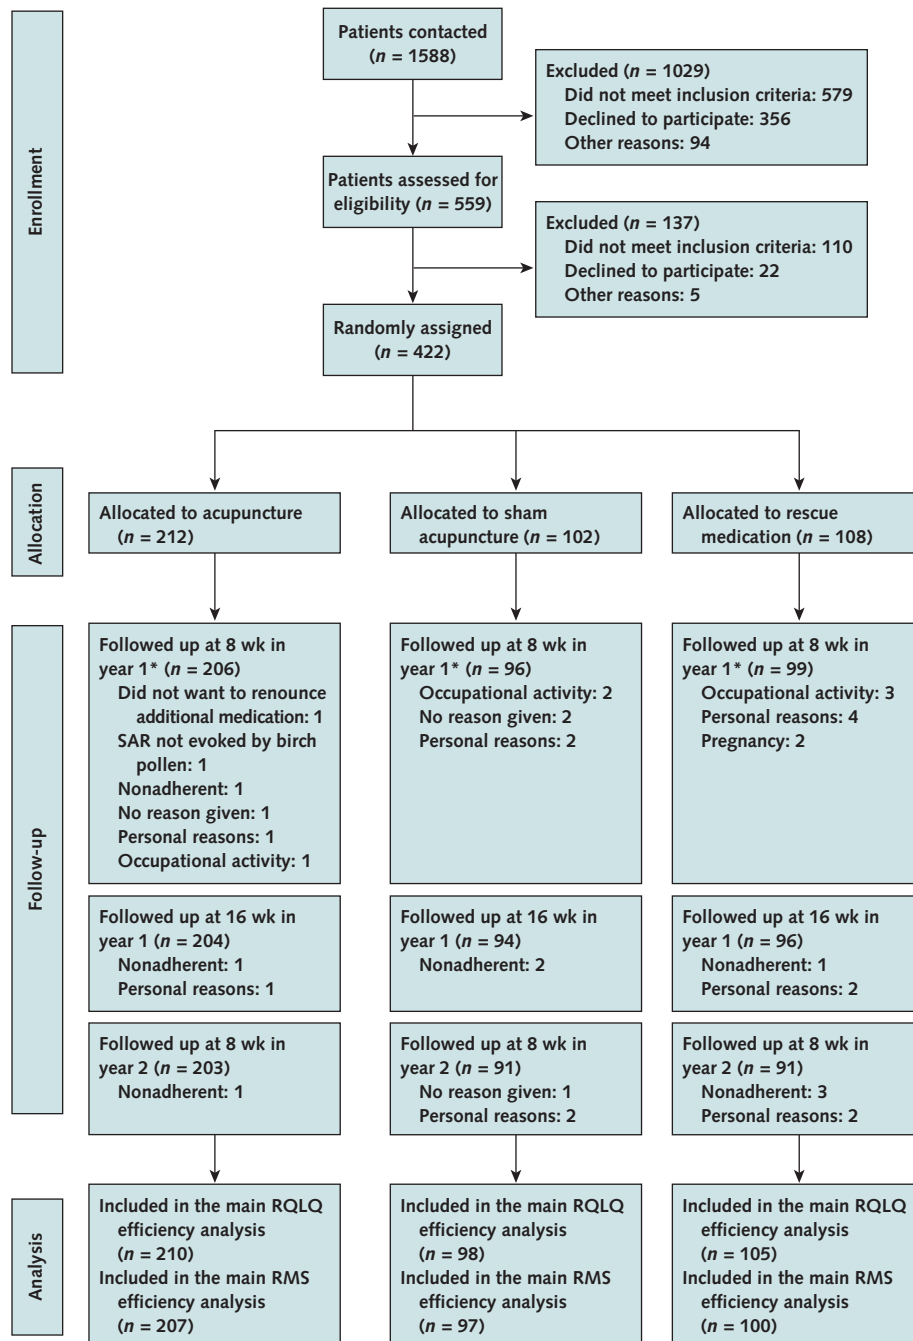 Enrollment
Patients contacted
(n = 1588)
Excluded (n = 1029)
Did not meet inclusion criteria: 579
Declined to participate: 356
Other reasons: 94
Patients assessed for
eligibility (n = 559)
Excluded (n = 137)
Did not meet inclusion criteria: 110
Declined to participate: 22
Other reasons: 5
Randomly assigned
(n = 422)
Allocation
Allocated to acupuncture
(n = 212)
Allocated to sham
acupuncture (n = 102)
Allocated to rescue
medication (n = 108)
Follow-up
Followed up at 8 wk in
year 1* (n = 206)
Did not want to renounce
additional medication: 1
SAR not evoked by birch
pollen: 1
Nonadherent: 1
No reason given: 1
Personal reasons: 1
Occupational activity: 1
Followed up at 8 wk in
year 1* (n = 96)
Occupational activity: 2
No reason given: 2
Personal reasons: 2
Followed up at 8 wk in
year 1* (n = 99)
Occupational activity: 3
Personal reasons: 4
Pregnancy: 2
Followed up at 16 wk in
year 1 (n = 204)
Nonadherent: 1
Personal reasons: 1
Followed up at 16 wk in
year 1 (n = 94)
Nonadherent: 2
Followed up at 16 wk in
year 1 (n = 96)
Nonadherent: 1
Personal reasons: 2
Followed up at 8 wk in
year 2 (n = 203)
Nonadherent: 1
Followed up at 8 wk in
year 2 (n = 91)
No reason given: 1
Personal reasons: 2
Followed up at 8 wk in
year 2 (n = 91)
Nonadherent: 3
Personal reasons: 2
Analysis
Included in the main RQLQ
efficiency analysis
(n = 210)
Included in the main RMS
efficiency analysis
(n = 207)
Included in the main RQLQ
efficiency analysis
(n = 98)
Included in the main RMS
efficiency analysis
(n = 97)
Included in the main RQLQ
efficiency analysis
(n = 105)
Included in the main RMS
efficiency analysis
(n = 100)